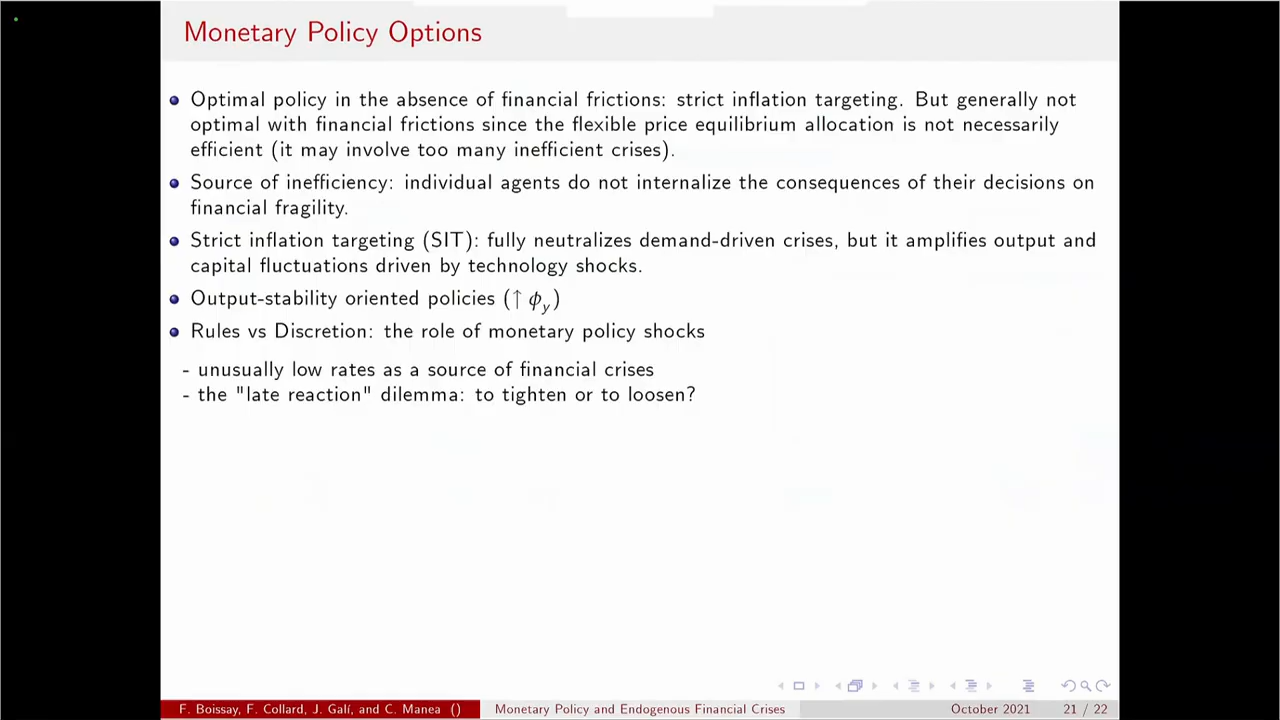 Monetary Policy Options
Optimal policy in the absence of financial frictions: strict inflation targeting. But generally not
optimal with financial frictions since the flexible price equilibrium allocation is not necessarily
efficient (it may involve too many inefficient crises).
Source of inefficiency: individual agents do not internalize the consequences of their decisions on
financial fragility.
Strict inflation targeting (SIT): fully neutralizes demand-driven crises, but it amplifies output and
capital fluctuations driven by technology shocks.
Output-stability oriented policies (↑ ϕy)
Rules vs Discretion: the role of monetary policy shocks
- unusually low rates as a source of financial crises
- the "late reaction" dilemma: to tighten or to loosen?
F. Boissay, F. Collard, J. Galí, and C. Manea () Monetary Policy and Endogenous Financial Crises October 2021 21 / 22